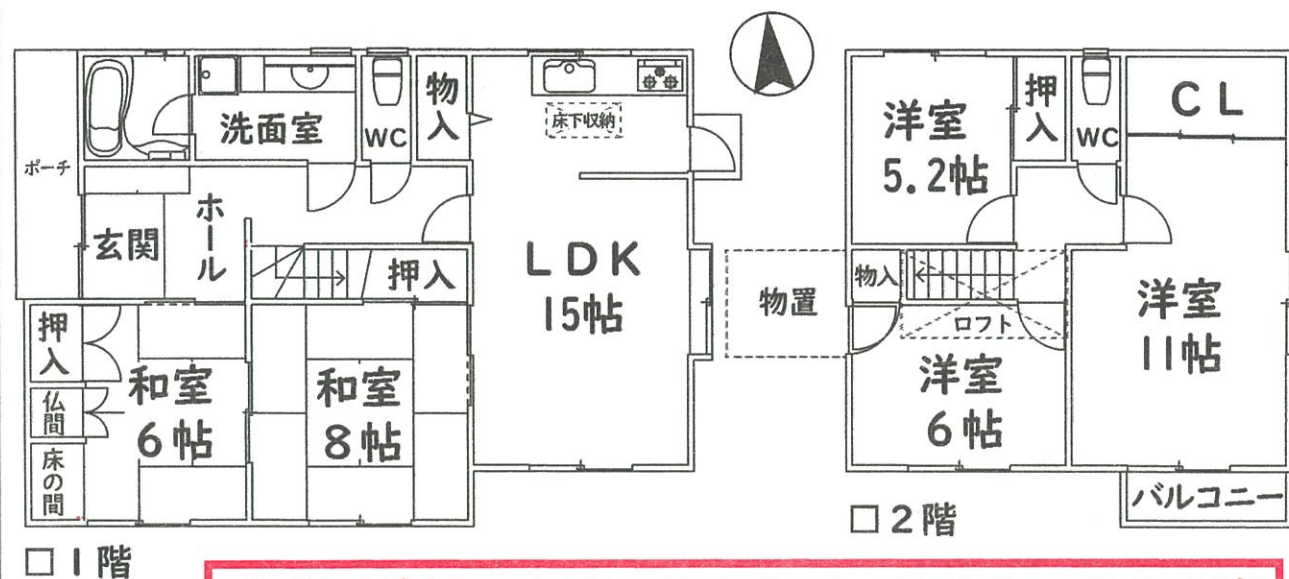 ポーチ
洗面室
WC
物入
床下収納
玄関
ホール
押入
LDK
15帖
押入
仏間
床の間
和室
6帖
和室
8帖
□1階
物置
洋室
5.2帖
押入
WC
CL
物入
ロフト
洋室
6帖
洋室
11帖
バルコニー
□2階